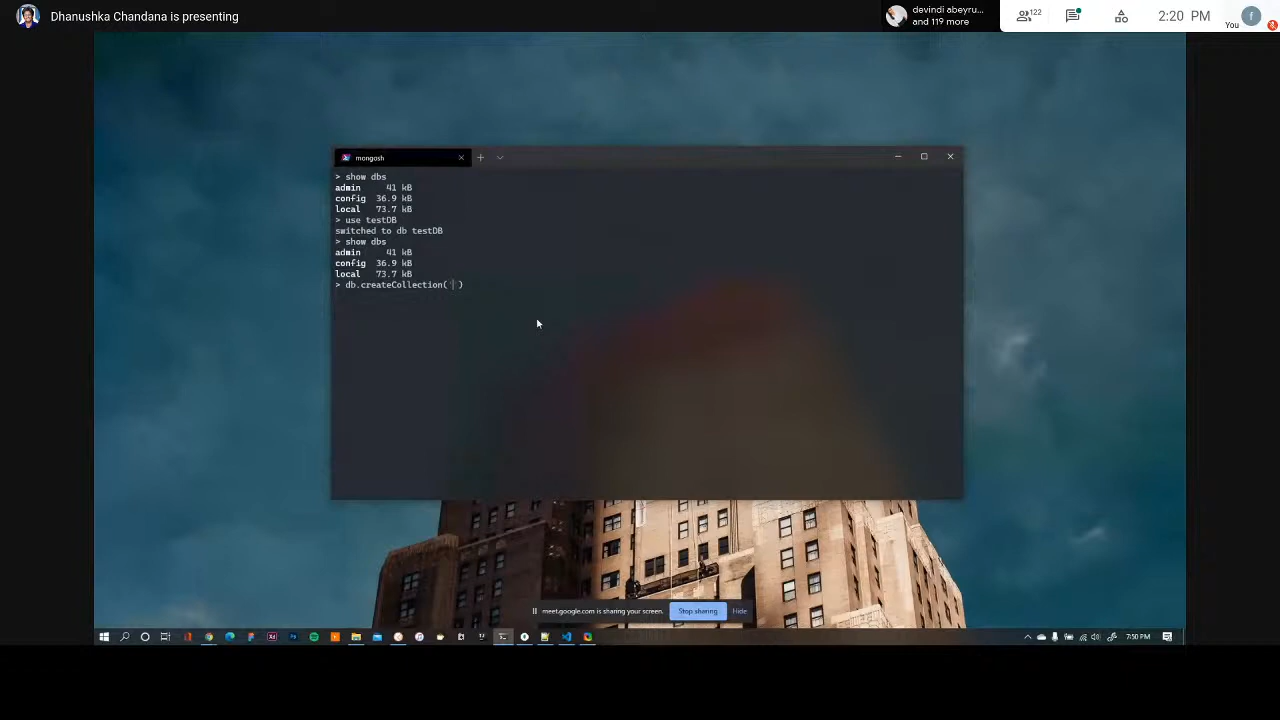 Dhanushka Chandana is presenting
devindi abeyru...
and 119 more
122
2:20 PM
f
You
mongosh
> show dbs
admin 41 kB
config 36.9 kB
local 73.7 kB
> use testDB
switched to db testDB
> show dbs
admin 41 kB
config 36.9 kB
local 73.7 kB
> db.createCollection(' )
meet.google.com is sharing your screen.
Stop sharing
Hide
7:50 PM